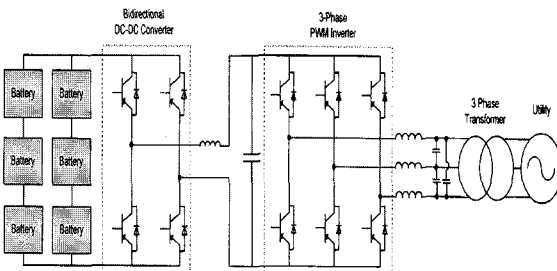 Bidirectional
DC-DC Converter
3-Phase
PWM Inverter
Battery Battery
Battery Battery
Battery Battery
3 Phase
Transformer
Utility